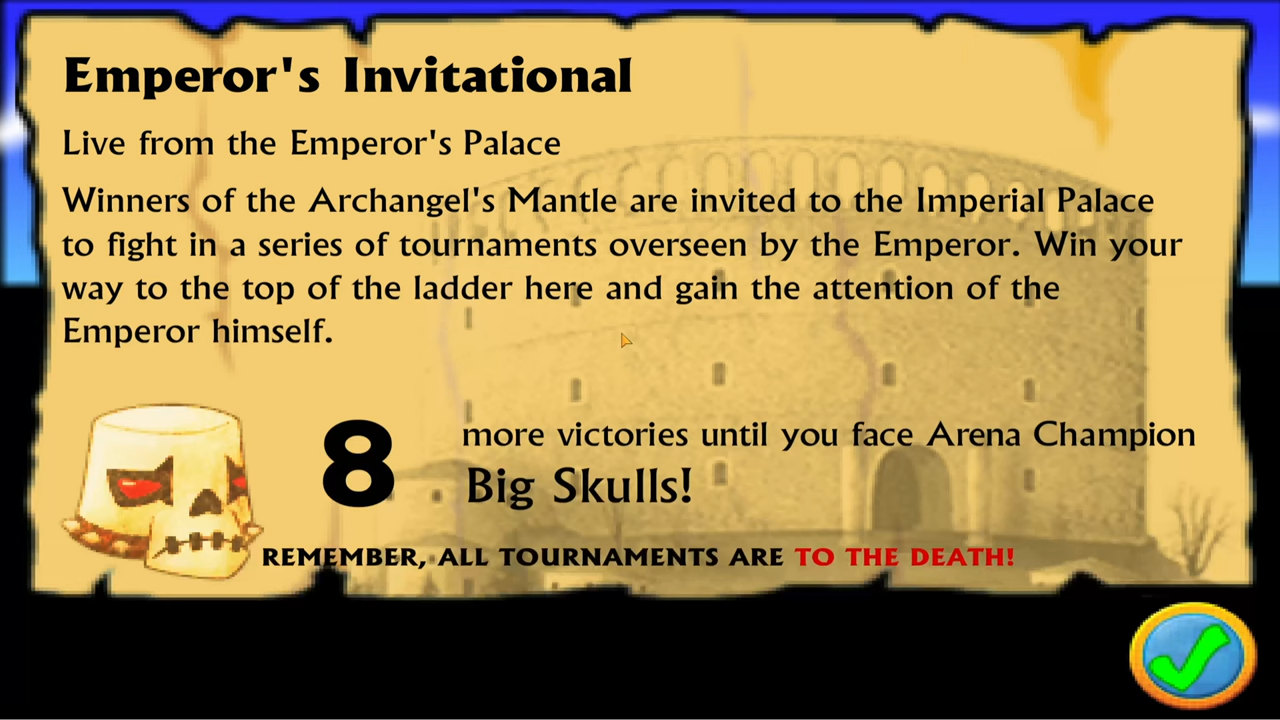 Emperor's Invitational
Live from the Emperor's Palace
Winners of the Archangel's Mantle are invited to the Imperial Palace
to fight in a series of tournaments overseen by the Emperor. Win your
way to the top of the ladder here and gain the attention of the
Emperor himself.
8 more victories until you face Arena Champion
Big Skulls!
REMEMBER, ALL TOURNAMENTS ARE TO THE DEATH!